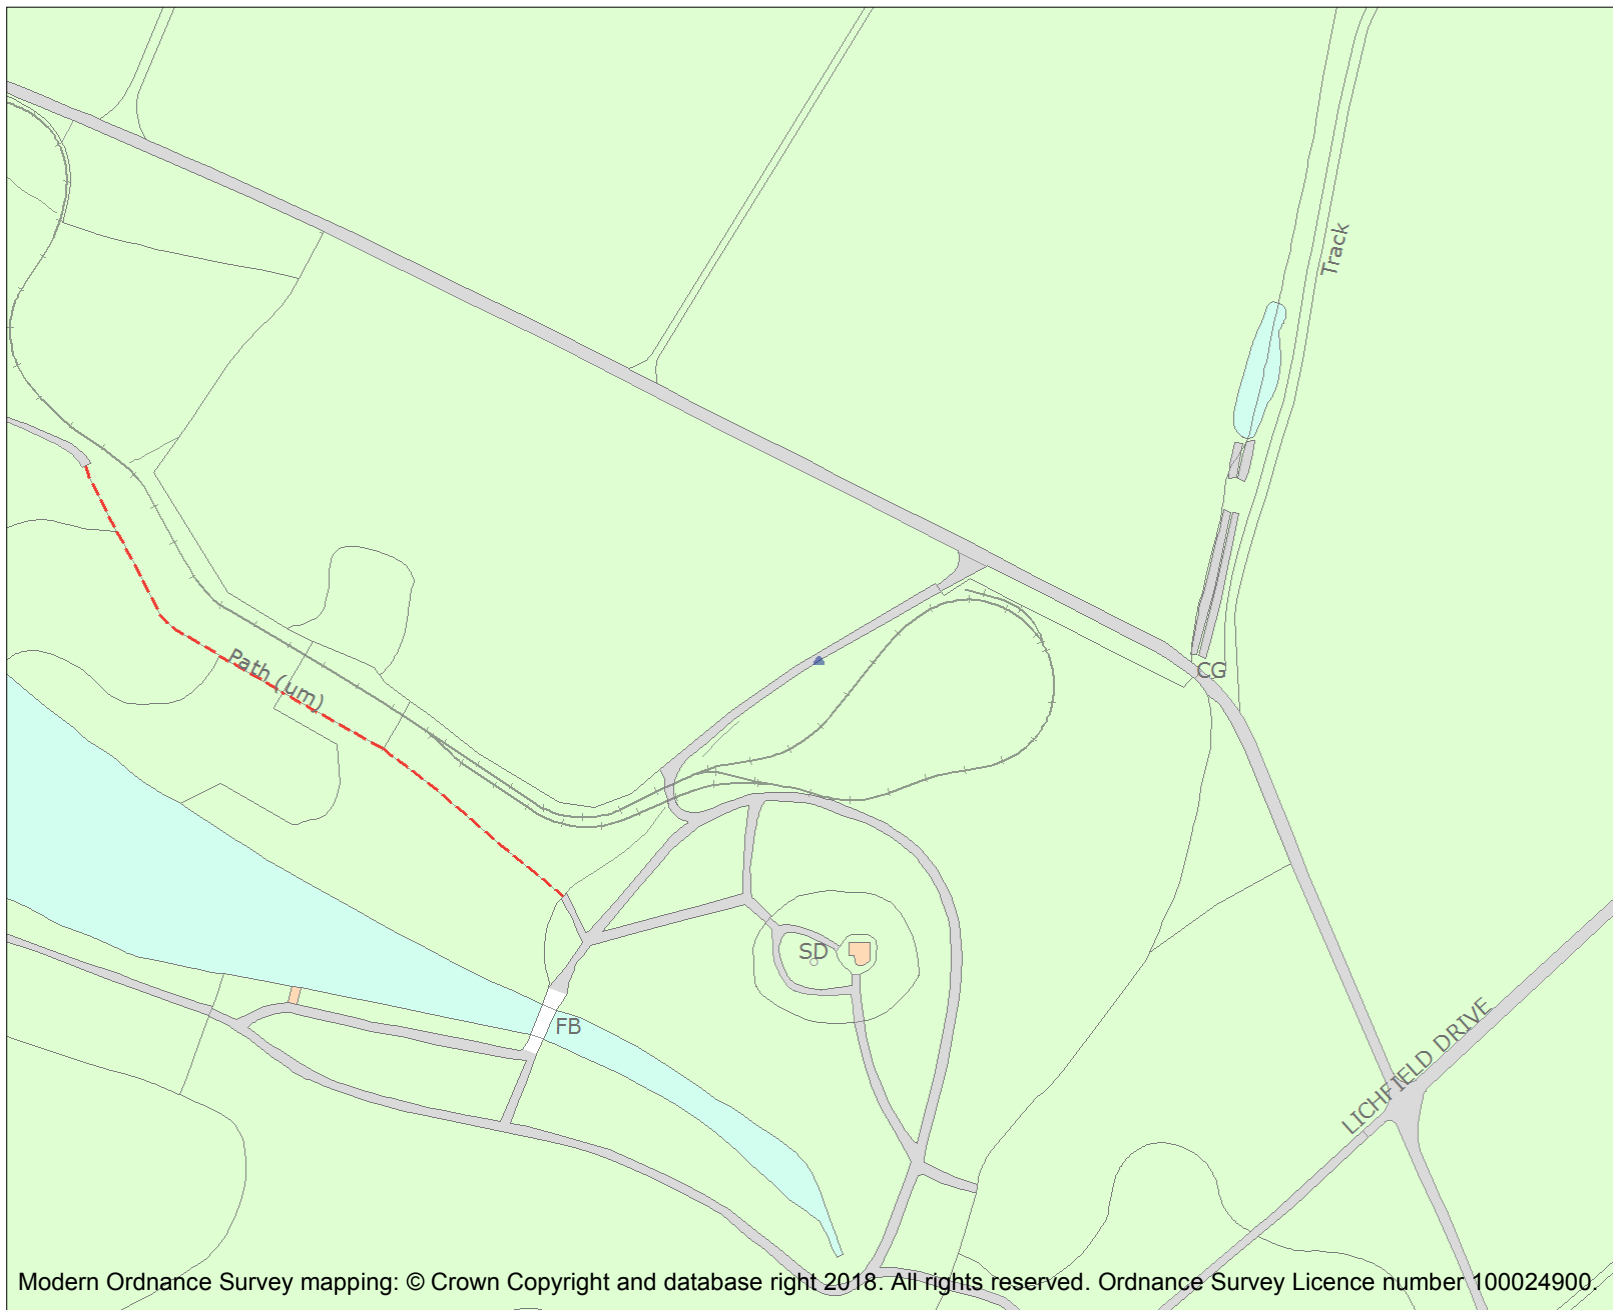 Track
CG
Path (um)
SD
FB
LICHFIELD DRIVE
Modern Ordnance Survey mapping: © Crown Copyright and database right 2018. All rights reserved. Ordnance Survey Licence number 100024900.